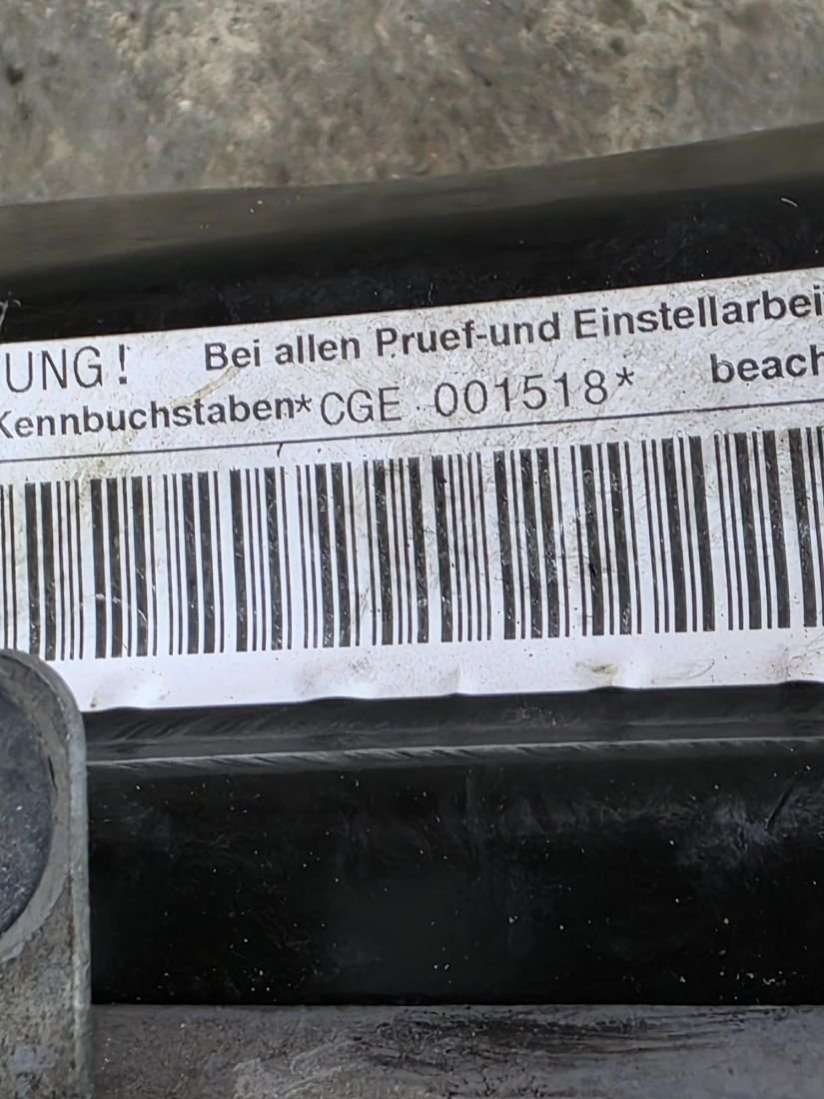 UNG! Bei allen Pruef-und Einstellarbei
Kennbuchstaben*CGE 001518* beach